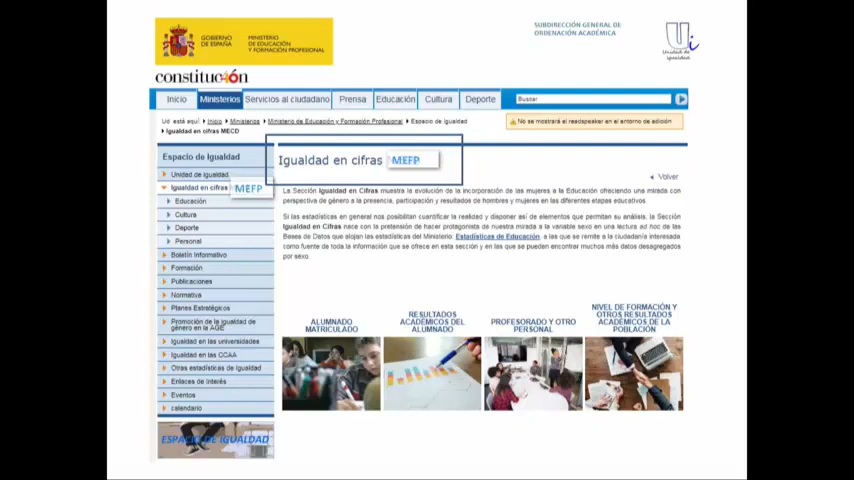 GOBIERNO DE ESPAÑA
MINISTERIO DE EDUCACIÓN Y FORMACIÓN PROFESIONAL
SUBDIRECCIÓN GENERAL DE
ORDENACIÓN ACADÉMICA
Unidad de
igualdad
constitución
Inicio
Ministerios
Servicios al ciudadano
Prensa
Educación
Cultura
Deporte
Buscar
Ud. está aquí: Inicio Ministerios Ministerio de Educación y Formación Profesional Espacio de Igualdad
Igualdad en cifras MECD
No se mostrará el readspeaker en el entorno de edición
Espacio de Igualdad
Unidad de Igualdad
Igualdad en cifras MEFP
Educación
Cultura
Deporte
Personal
Boletín Informativo
Formación
Publicaciones
Normativa
Planes Estratégicos
Promoción de la igualdad de
género en la AGE
Igualdad en las universidades
Igualdad en las CCAA
Otras estadísticas de Igualdad
Enlaces de Interés
Eventos
calendario
ESPACIO DE IGUALDAD
Igualdad en cifras MEFP
Volver
La Sección Igualdad en Cifras muestra la evolución de la incorporación de las mujeres a la Educación ofreciendo una mirada con
perspectiva de género a la presencia, participación y resultados de hombres y mujeres en las diferentes etapas educativas.
Si las estadísticas en general nos posibilitan cuantificar la realidad y disponer así de elementos que permitan su análisis, la Sección
Igualdad en Cifras nace con la pretensión de hacer protagonista de nuestra mirada a la variable sexo en una lectura ad hoc de las
Bases de Datos que alojan las estadísticas del Ministerio: Estadísticas de Educación, a las que se remite a la ciudadanía interesada
como fuente de toda la información que se ofrece en esta sección y en las que se pueden encontrar muchos más datos desagregados
por sexo.
ALUMNADO
MATRICULADO
RESULTADOS
ACADÉMICOS DEL
ALUMNADO
PROFESORADO Y OTRO
PERSONAL
NIVEL DE FORMACIÓN Y
OTROS RESULTADOS
ACADÉMICOS DE LA
POBLACIÓN